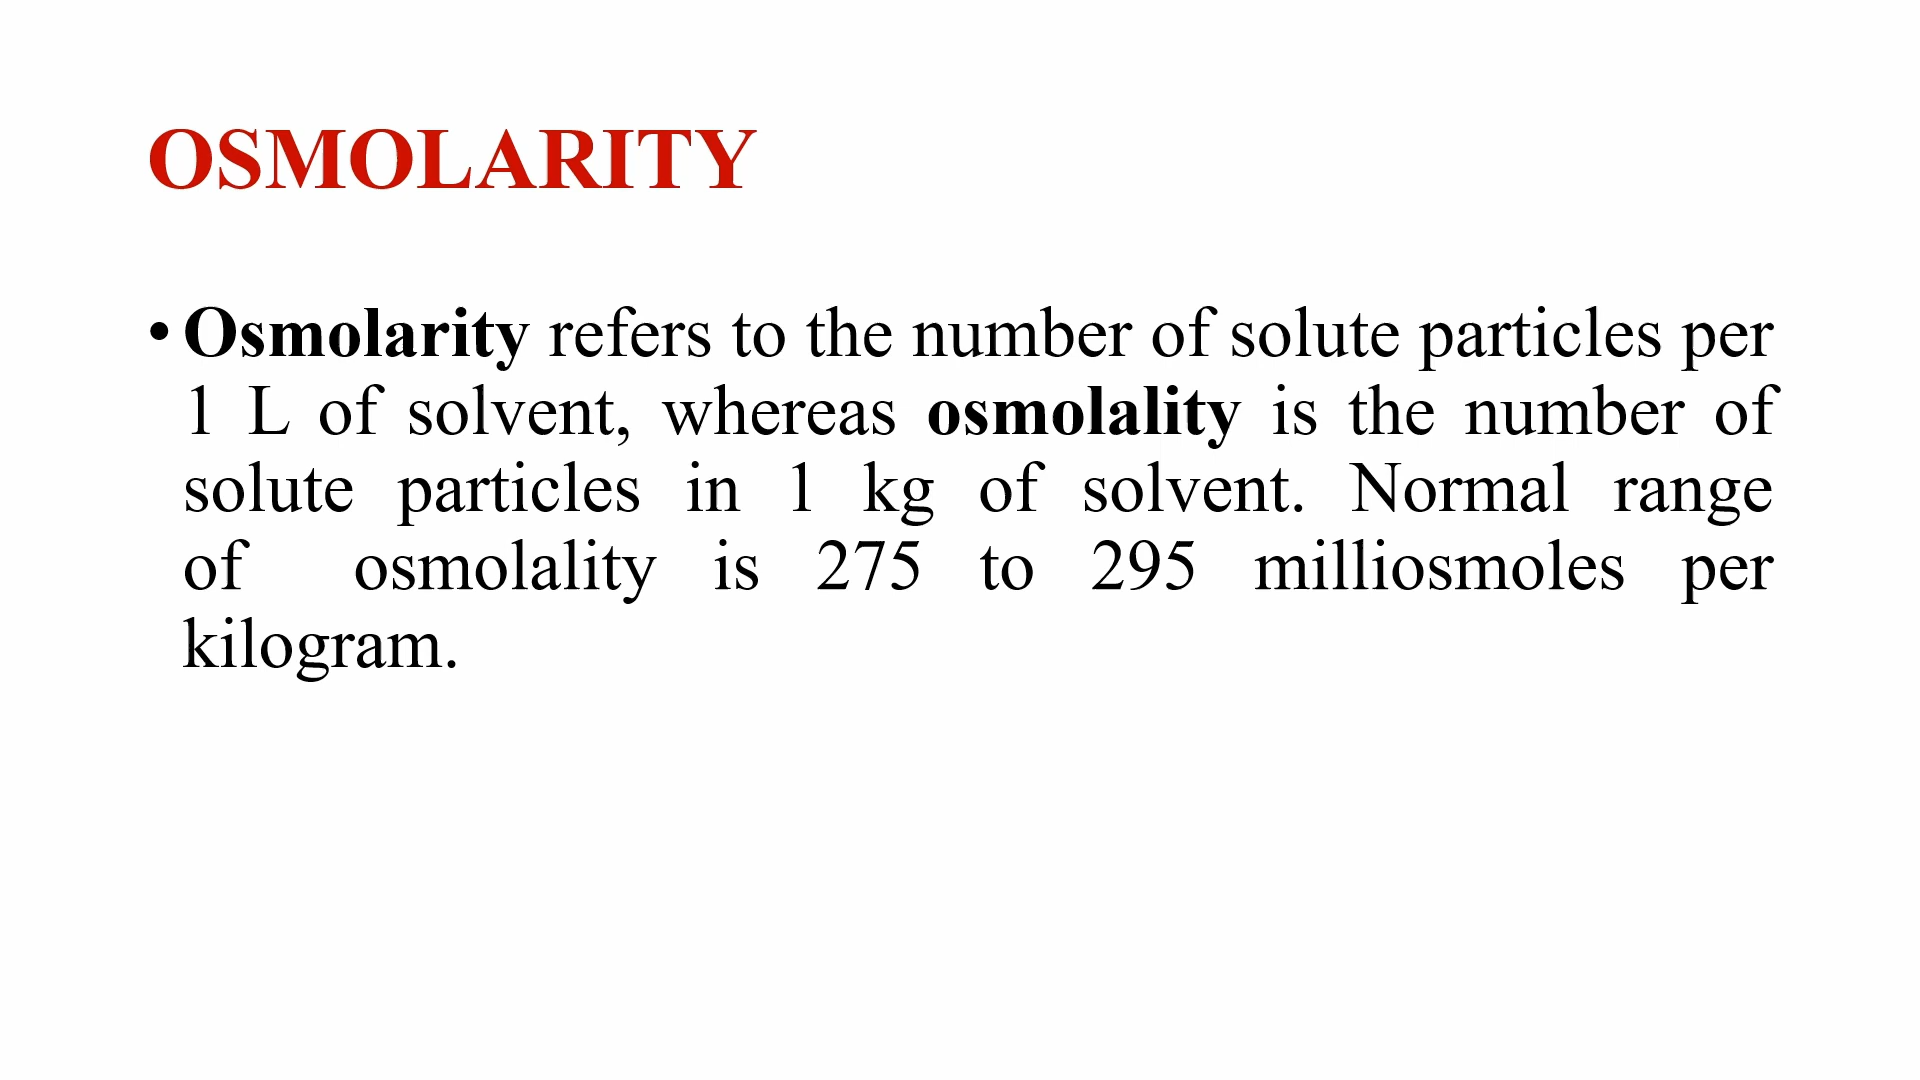 OSMOLARITY
• Osmolarity refers to the number of solute particles per
1 L of solvent, whereas osmolality is the number of
solute particles in 1 kg of solvent. Normal range
of osmolality is 275 to 295 milliosmoles per
kilogram.